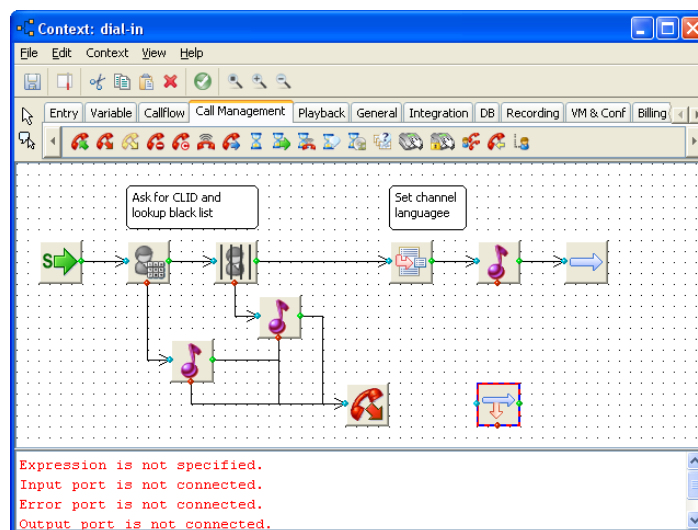 Context: dial-in
File Edit Context View Help
Entry Variable Callflow Call Management Playback General Integration DB Recording VM & Conf Billing
Ask for CLID and
lookup black list
Set channel
languagee
S
Expression is not specified.
Input port is not connected.
Error port is not connected.
Output port is not connected.